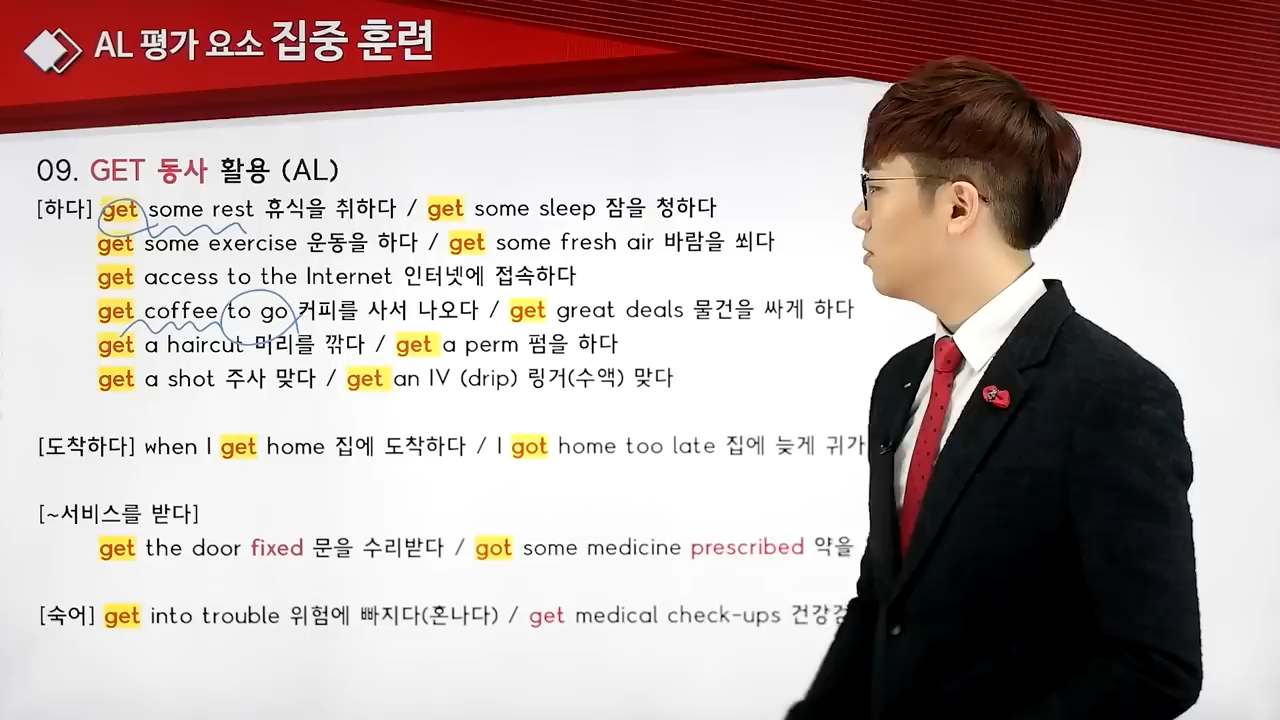 AL 평가 요소 집중 훈련
09. GET 동사 활용 (AL)
[하다] get some rest 휴식을 취하다 / get some sleep 잠을 청하다
get some exercise 운동을 하다 / get some fresh air 바람을 쐬다
get access to the Internet 인터넷에 접속하다
get coffee to go 커피를 사서 나오다 / get great deals 물건을 싸게 하다
get a haircut 머리를 깎다 / get a perm 펌을 하다
get a shot 주사 맞다 / get an IV (drip) 링거(수액) 맞다
[도착하다] when I get home 집에 도착하다 / I got home too late 집에 늦게 귀가
[~서비스를 받다]
get the door fixed 문을 수리받다 / got some medicine prescribed 약을
[숙어] get into trouble 위험에 빠지다(혼나다) / get medical check-ups 건강검